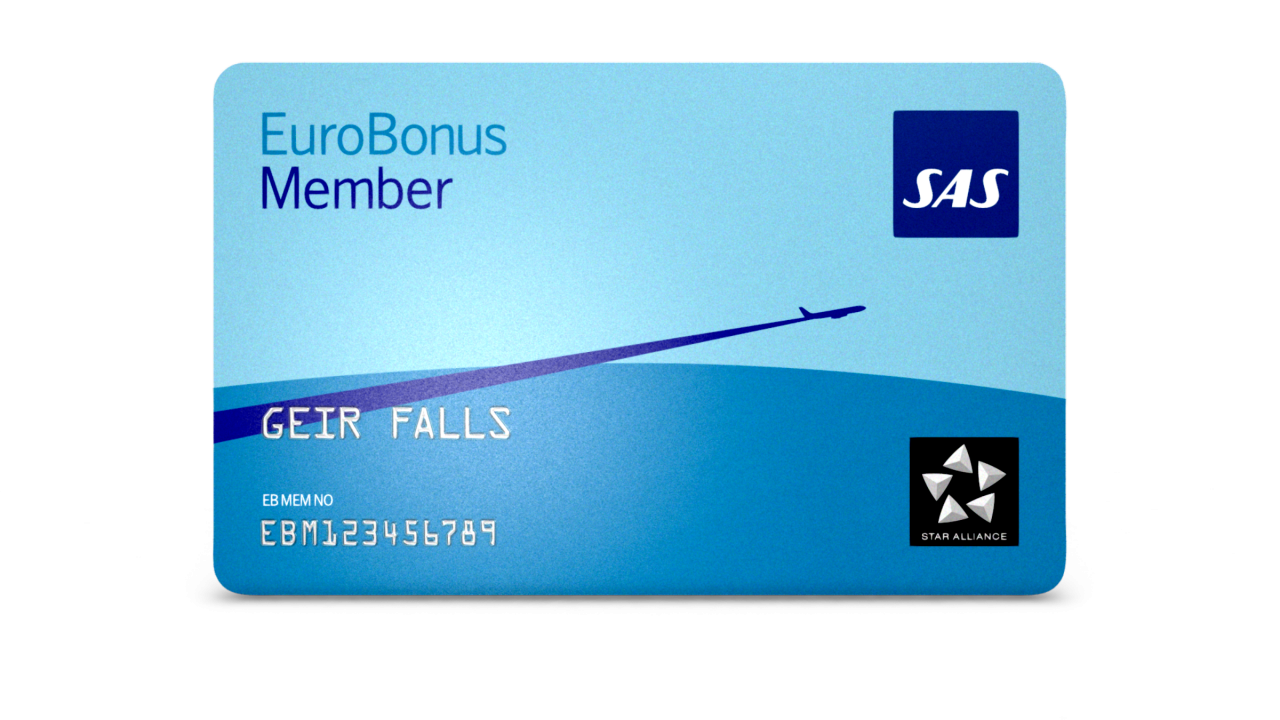 EuroBonus
Member
SAS
GEIR FALLS
EB MEM NO
EBM123456789
STAR ALLIANCE